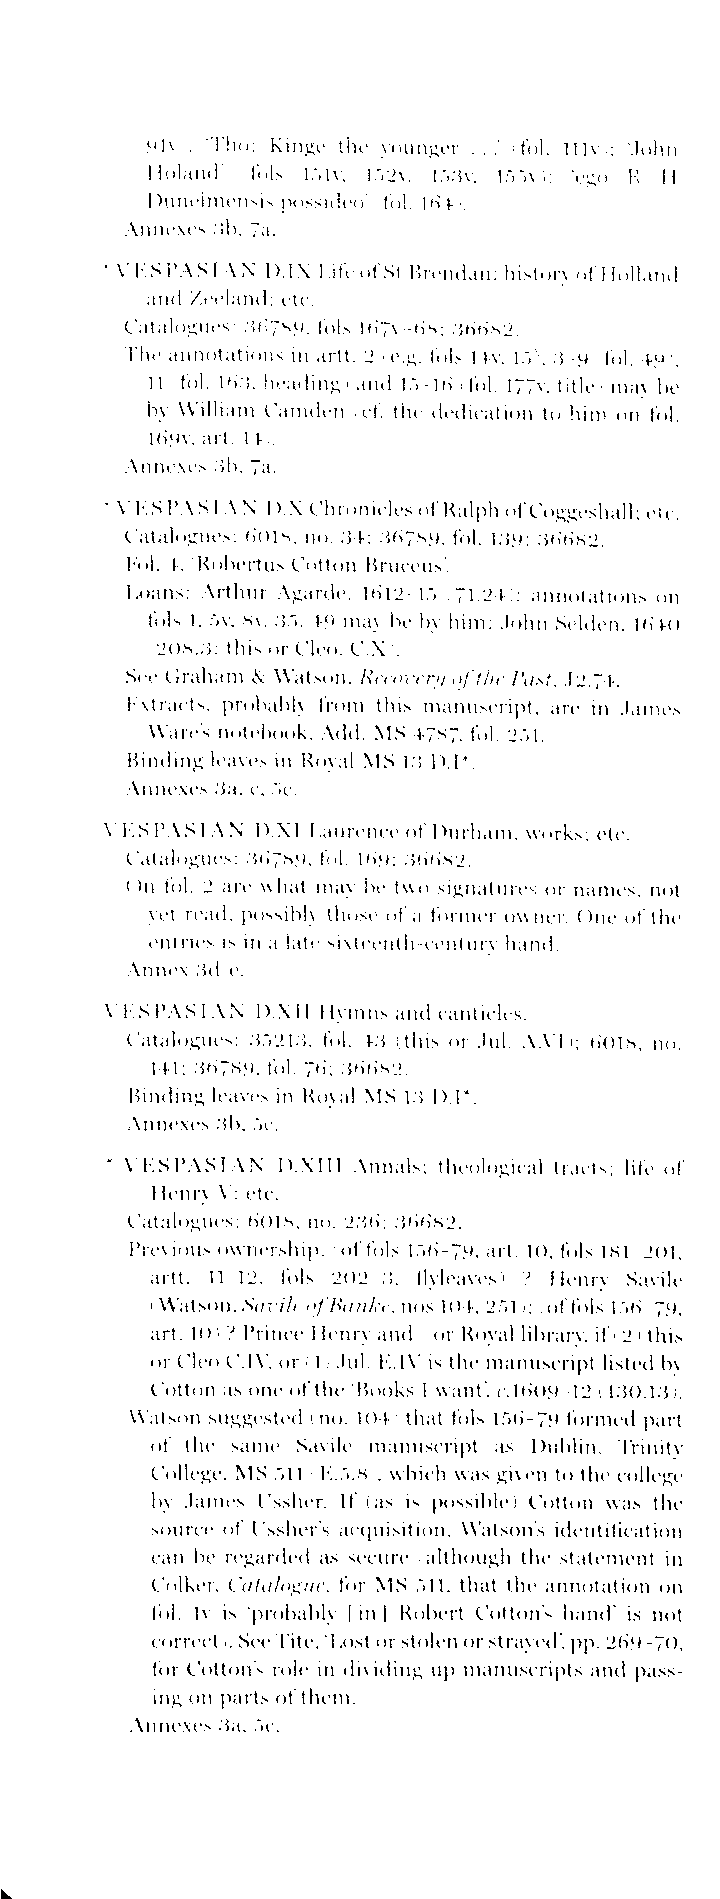 94v), 'Tho: Kinge the younger . . .' (fol. 111v); 'John
Holand' (fols 151v, 152v, 153v, 155v); 'ego R H
Dunelmensis possideo' (fol. 164).
Annexes 3b, 7a.
* VESPASIAN D.IX Life of St Brendan; history of Holland
and Zeeland; etc.
Catalogues: 36789, fols 167v–68; 36682.
The annotations in artt. 2 (e.g. fols 14v, 15), 3–9 (fol. 49),
11 (fol. 163, heading) and 15–16 (fol. 177v, title) may be
by William Camden (cf. the dedication to him on fol.
169v, art. 14).
Annexes 3b, 7a.
* VESPASIAN D.X Chronicles of Ralph of Coggeshall; etc.
Catalogues: 6018, no. 34; 36789, fol. 139; 36682.
Fol. 4, 'Robertus Cotton Bruceus'.
Loans: Arthur Agarde, 1612–15 (71.24): annotations on
fols 1, 5v, 8v, 35, 49 may be by him; John Selden, 1640
(208.3: this or Cleo. C.X).
See Graham & Watson, Recovery of the Past, J2.74.
Extracts, probably from this manuscript, are in James
Ware's notebook, Add. MS 4787, fol. 251.
Binding leaves in Royal MS 13 D.I*.
Annexes 3a, c, 5c.
VESPASIAN D.XI Laurence of Durham, works; etc.
Catalogues: 36789, fol. 169; 36682.
On fol. 2 are what may be two signatures or names, not
yet read, possibly those of a former owner. One of the
entries is in a late sixteenth-century hand.
Annex 3d–e.
VESPASIAN D.XII Hymns and canticles.
Catalogues: 35213, fol. 43 (this or Jul. A.VI); 6018, no.
141; 36789, fol. 76; 36682.
Binding leaves in Royal MS 13 D.I*.
Annexes 3b, 5c.
* VESPASIAN D.XIII Annals; theological tracts; life of
Henry V; etc.
Catalogues: 6018, no. 236; 36682.
Previous ownership: (of fols 156–79, art. 10, fols 181–201,
artt. 11–12, fols 202–3, flyleaves) ? Henry Savile
(Watson, Savile of Banke, nos 104, 251); (of fols 156–79,
art. 10) ? Prince Henry and/or Royal library, if (2) this
or Cleo C.IV, or (1) Jul. E.IV is the manuscript listed by
Cotton as one of the 'Books I want', c.1609–12 (130.13).
Watson suggested (no. 104) that fols 156–79 formed part
of the same Savile manuscript as Dublin, Trinity
College, MS 511 (E.5.8), which was given to the college
by James Ussher. If (as is possible) Cotton was the
source of Ussher's acquisition, Watson's identification
can be regarded as secure (although the statement in
Colker, Catalogue, for MS 511, that the annotation on
fol. 1v is 'probably [in] Robert Cotton's hand' is not
correct). See Tite, 'Lost or stolen or strayed', pp. 269–70,
for Cotton's role in dividing up manuscripts and pass-
ing on parts of them.
Annexes 3a, 5c.